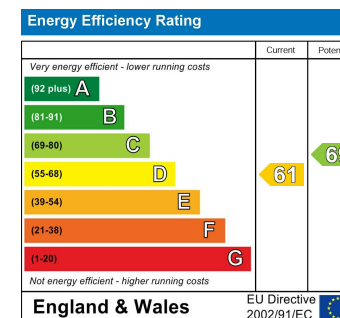 Energy Efficiency Rating
Current
Very energy efficient - lower running costs
(92 plus) A
(81-91) B
(69-80) C
(55-68) D
61
(39-54) E
(21-38) F
(1-20) G
Not energy efficient - higher running costs
England & Wales
EU Directive
2002/91/EC